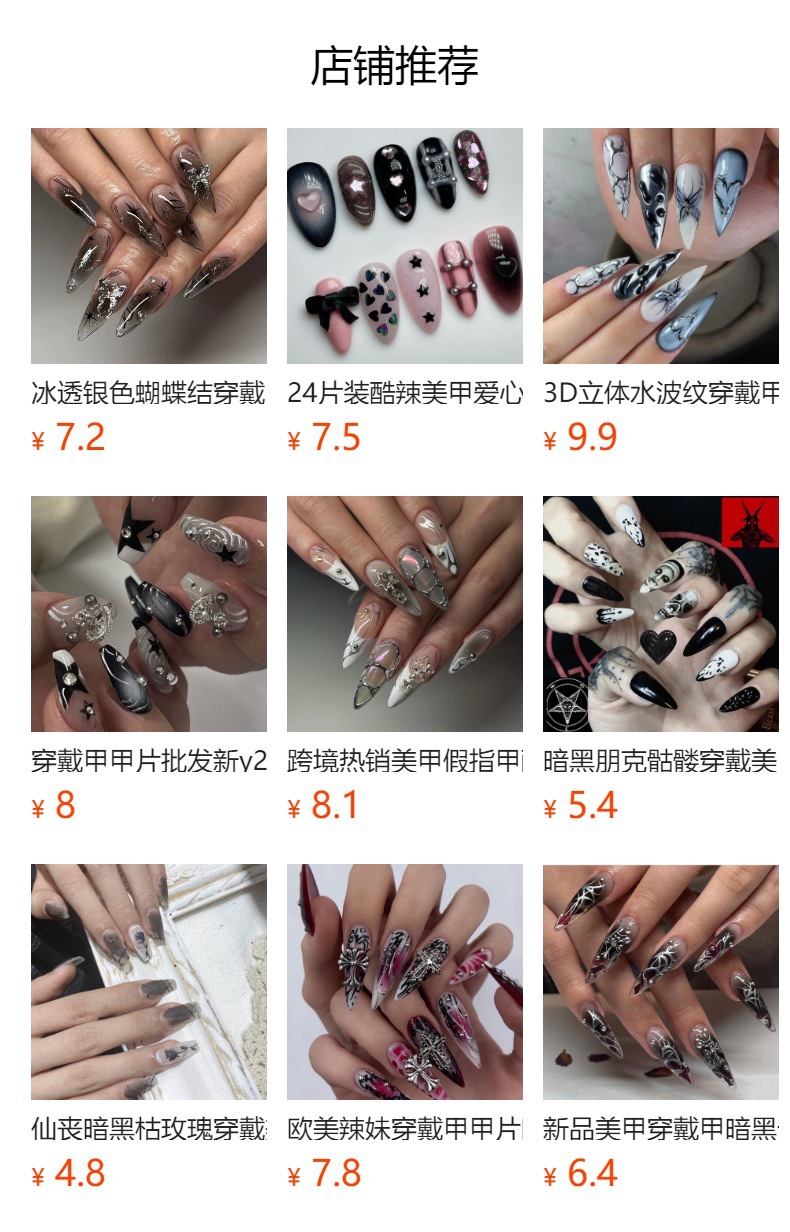 店铺推荐
冰透银色蝴蝶结穿戴
24片装酷辣美甲爱心
3D立体水波纹穿戴甲
¥ 7.2
¥ 7.5
¥ 9.9
穿戴甲甲片批发新y2
跨境热销美甲假指甲
暗黑朋克骷髅穿戴美
¥ 8
¥ 8.1
¥ 5.4
仙丧暗黑枯玫瑰穿戴
欧美辣妹穿戴甲甲片
新品美甲穿戴甲暗黑
¥ 4.8
¥ 7.8
¥ 6.4